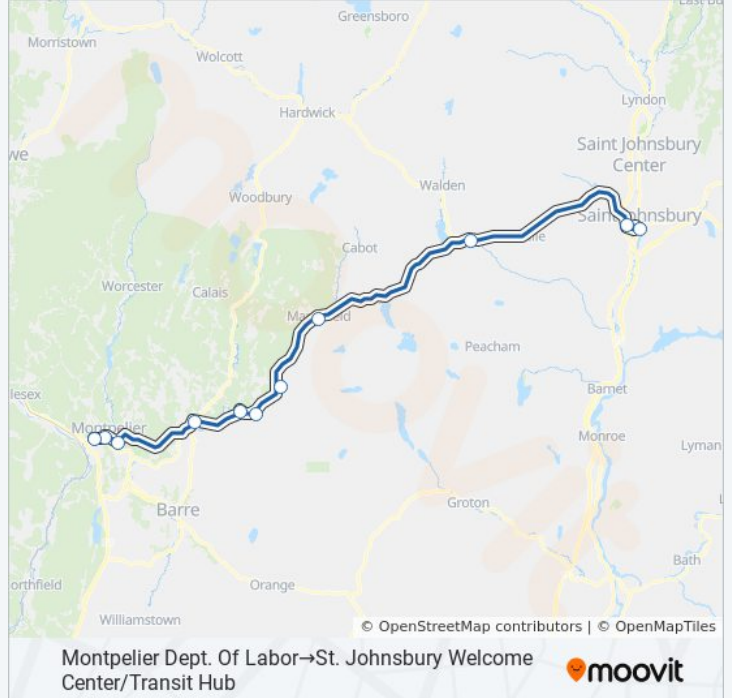 East Bu
Greensboro
Morristown
Wolcott
Lyndon
Hardwick
Saint Johnsbury
Center
we
Walden
Woodbury
Saint Johnsbury
Cabot
Worcester
Calais
Peacham
Barnet
lesex
Montpelier
Monroe
Lyman
Groton
Barre
Bath
orthfield
Orange
Williamstown
© OpenStreetMap contributors | © OpenMapTiles
Montpelier Dept. Of Labor→St. Johnsbury Welcome
Center/Transit Hub
moovit